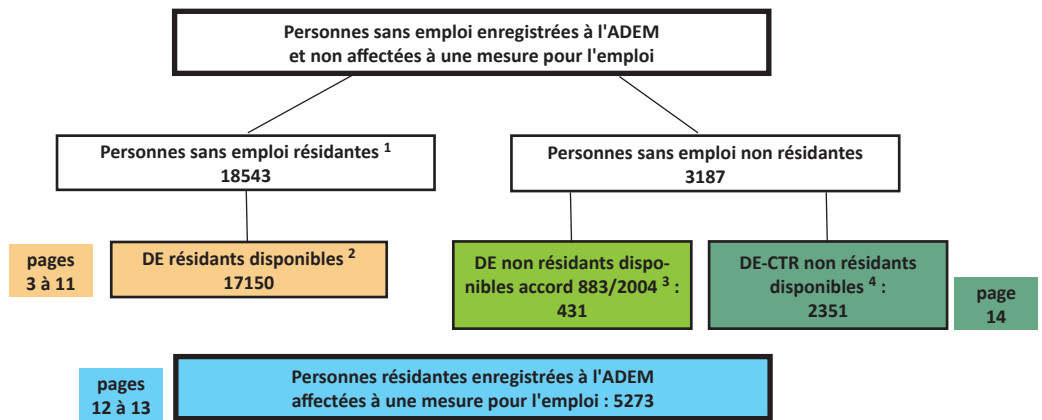 Personnes sans emploi enregistrées à l'ADEM
et non affectées à une mesure pour l'emploi
Personnes sans emploi résidantes 1
18543
Personnes sans emploi non résidantes
3187
pages
3 à 11
DE résidants disponibles 2
17150
DE non résidants dispo-
nibles accord 883/2004 3 :
431
DE-CTR non résidants
disponibles 4 :
2351
page
14
pages
12 à 13
Personnes résidantes enregistrées à l'ADEM
affectées à une mesure pour l'emploi : 5273